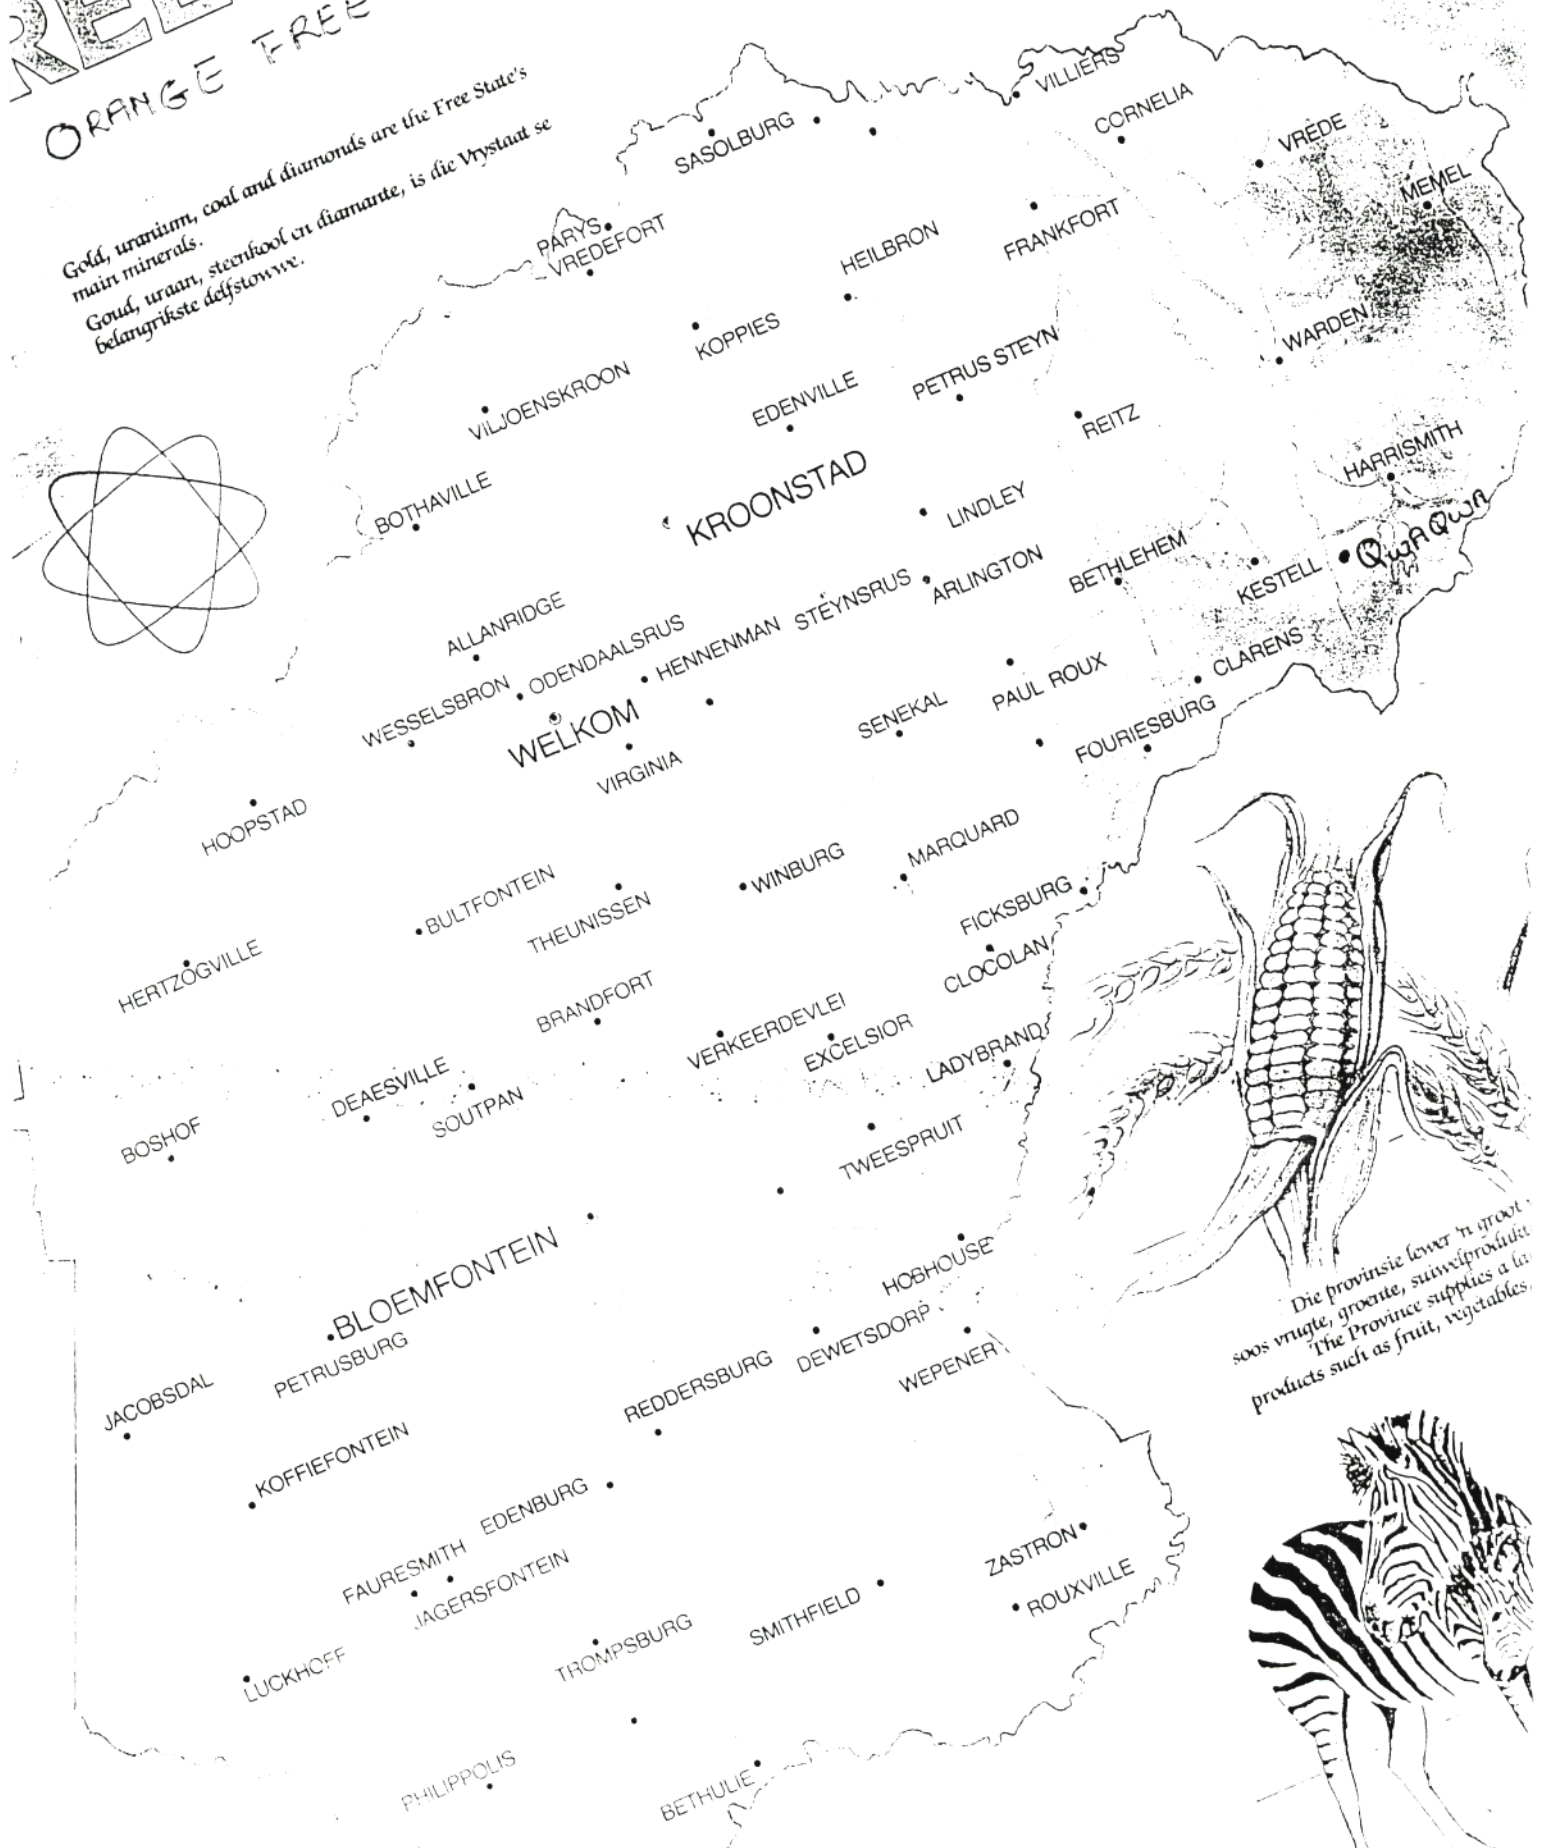 ORANGE FREE
Gold, uranium, coal and diamonds are the Free State's
main minerals.
Goud, uraan, steenkool en diamante, is die Vrystaat se
belangrikste delfstowwe.
VILLIERS
CORNELIA
SASOLBURG
VREDE
MEMEL
PARYS
VREDEFORT
HEILBRON
FRANKFORT
KOPPIES
WARDEN
VILJOENSKROON
EDENVILLE
PETRUS STEYN
REITZ
BOTHAVILLE
KROONSTAD
LINDLEY
HARRISMITH
QWAQWA
ALLANRIDGE
STEYNSRUS
ARLINGTON
BETHLEHEM
KESTELL
WESSELSBRON
ODENDAALSRUS
HENNENMAN
CLARENS
WELKOM
VIRGINIA
SENEKAL
PAUL ROUX
FOURIESBURG
HOOPSTAD
BULTFONTEIN
THEUNISSEN
WINBURG
MARQUARD
FICKSBURG
HERTZOGVILLE
CLOCOLAN
BRANDFORT
VERKEERDEVLEI
EXCELSIOR
LADYBRAND
DEAESVILLE
SOUTPAN
BOSHOF
TWEESPRUIT
BLOEMFONTEIN
HOBHOUSE
PETRUSBURG
DEWETSDORP
WEPENER
JACOBSDAL
REDDERSBURG
KOFFIEFONTEIN
EDENBURG
FAURESMITH
JAGERSFONTEIN
ZASTRON
ROUXVILLE
SMITHFIELD
TROMPSBURG
LUCKHOFF
PHILIPPOLIS
BETHULIE
Die provinsie lewer 'n groot
soos vrugte, groente, suiwelprodukt
The Province supplies a la
products such as fruit, vegetables,